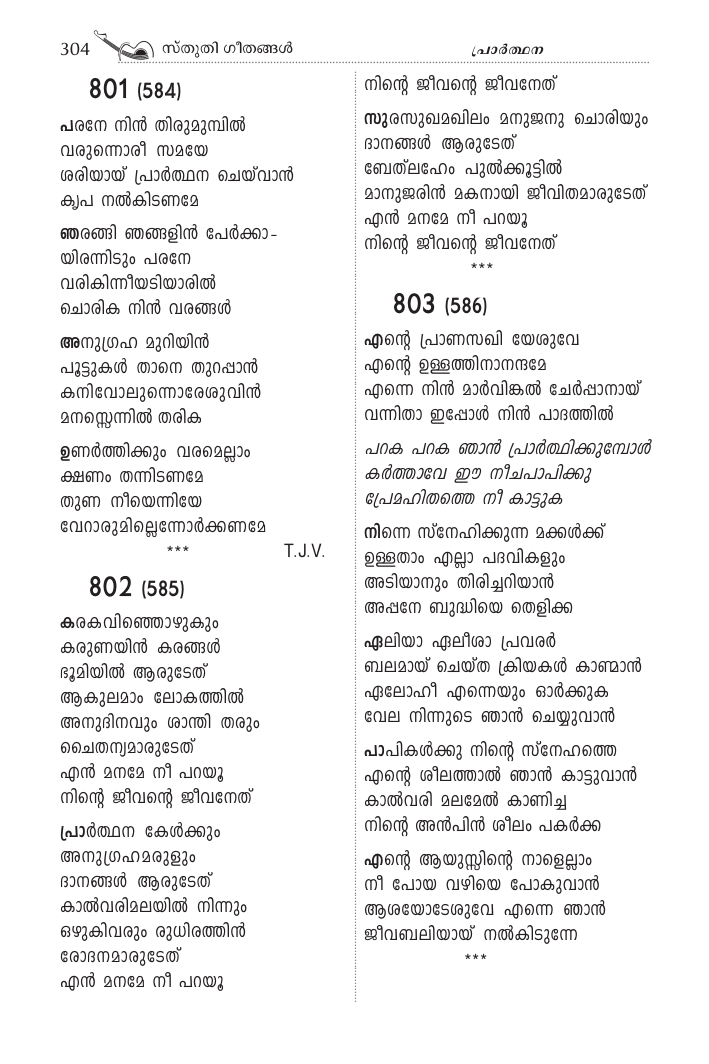 304 സ്തുതി ഗീതങ്ങൾ
പ്രാർത്ഥന
801 (584)
പരനേ നിൻ തിരുമുമ്പിൽ
വരുന്നൊരീ സമയേ
ശരിയായ് പ്രാർത്ഥന ചെയ്‌വാൻ
കൃപ നൽകിടണമേ
ഞരങ്ങി ഞങ്ങളിൻ പേർക്കാ-
യിരന്നിടും പരനേ
വരികിന്നീയടിയാരിൽ
ചൊരിക നിൻ വരങ്ങൾ
അനുഗ്രഹ മുറിയിൻ
പൂട്ടുകൾ താനെ തുറപ്പാൻ
കനിവോലുന്നൊരേശുവിൻ
മനസ്സെന്നിൽ തരിക
ഉണർത്തിക്കും വരമെല്ലാം
ക്ഷണം തന്നിടണമേ
തുണ നീയെന്നിയേ
വേറാരുമില്ലെന്നോർക്കണമേ
*** T.J.V.
802 (585)
കരകവിഞ്ഞൊഴുകും
കരുണയിൻ കരങ്ങൾ
ഭൂമിയിൽ ആരുടേത്
ആകുലമാം ലോകത്തിൽ
അനുദിനവും ശാന്തി തരും
ചൈതന്യമാരുടേത്
എൻ മനമേ നീ പറയൂ
നിന്റെ ജീവന്റെ ജീവനേത്
പ്രാർത്ഥന കേൾക്കും
അനുഗ്രഹമരുളും
ദാനങ്ങൾ ആരുടേത്
കാൽവരിമലയിൽ നിന്നും
ഒഴുകിവരും രുധിരത്തിൻ
രോദനമാരുടേത്
എൻ മനമേ നീ പറയൂ
നിന്റെ ജീവന്റെ ജീവനേത്
സുരസുഖമഖിലം മനുജനു ചൊരിയും
ദാനങ്ങൾ ആരുടേത്
ബേത്‌ലഹേം പുൽക്കൂട്ടിൽ
മാനുജരിൻ മകനായി ജീവിതമാരുടേത്
എൻ മനമേ നീ പറയൂ
നിന്റെ ജീവന്റെ ജീവനേത്
***
803 (586)
എന്റെ പ്രാണസഖി യേശുവേ
എന്റെ ഉള്ളത്തിനാനന്ദമേ
എന്നെ നിൻ മാർവിങ്കൽ ചേർപ്പാനായ്
വന്നിതാ ഇപ്പോൾ നിൻ പാദത്തിൽ
പറക പറക ഞാൻ പ്രാർത്ഥിക്കുമ്പോൾ
കർത്താവേ ഈ നീചപാപിക്കു
പ്രേമഹിതത്തെ നീ കാട്ടുക
നിന്നെ സ്നേഹിക്കുന്ന മക്കൾക്ക്
ഉള്ളതാം എല്ലാ പദവികളും
അടിയാനും തിരിച്ചറിയാൻ
അപ്പനേ ബുദ്ധിയെ തെളിക്ക
ഏലിയാ ഏലീശാ പ്രവരർ
ബലമായ് ചെയ്ത ക്രിയകൾ കാണ്മാൻ
ഏലോഹീ എന്നെയും ഓർക്കുക
വേല നിന്നുടെ ഞാൻ ചെയ്യുവാൻ
പാപികൾക്കു നിന്റെ സ്നേഹത്തെ
എന്റെ ശീലത്താൽ ഞാൻ കാട്ടുവാൻ
കാൽവരി മലമേൽ കാണിച്ച
നിന്റെ അൻപിൻ ശീലം പകർക്ക
എന്റെ ആയുസ്സിന്റെ നാളെല്ലാം
നീ പോയ വഴിയെ പോകുവാൻ
ആശയോടേശുവേ എന്നെ ഞാൻ
ജീവബലിയായ് നൽകിടുന്നേ
***